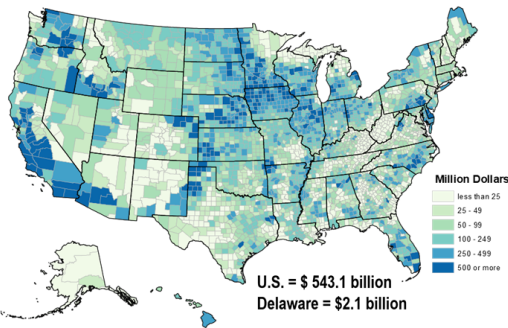 Million Dollars
less than 25
25 - 49
50 - 99
100 - 249
250 - 499
500 or more
U.S. = $ 543.1 billion
Delaware = $2.1 billion